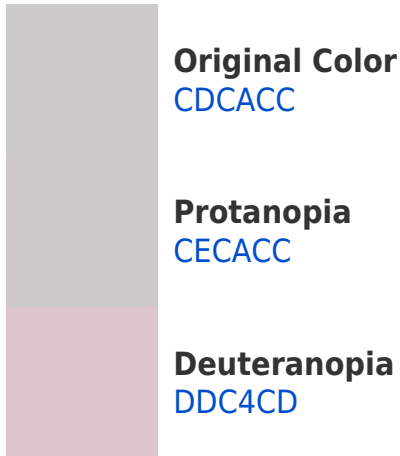 Original Color
CDCACC
Protanopia
CECACC
Deuteranopia
DDC4CD